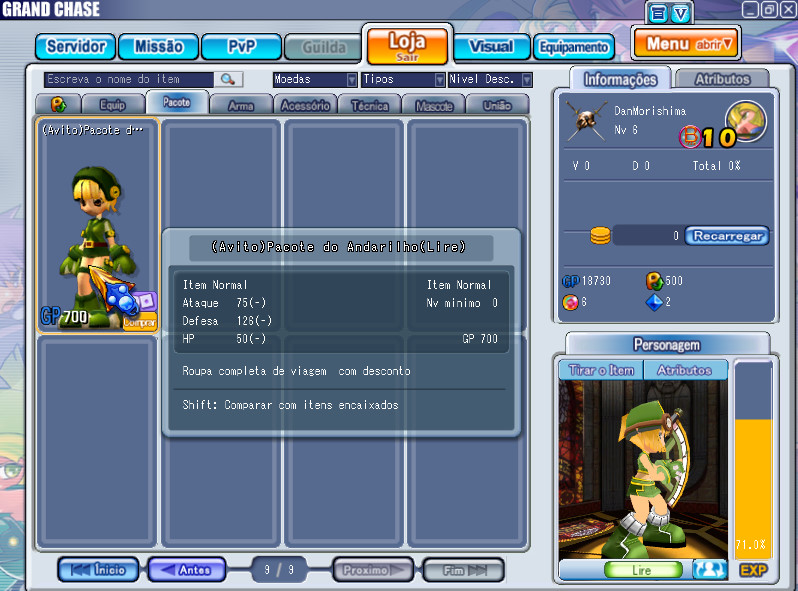 GRAND CHASE
Servidor Missão PvP Guilda Loja Sair Visual Equipamento Menu abrir
Escreva o nome do item Moedas Tipos Nivel Desc.
Equip Pacote Arma Acessório Técnica Mascote União
Informações Atributos
(Avito)Pacote d…
DanMorishima
Nv 6
B10
V 0 D 0 Total 0%
0 Recarregar
GP 18730 500
6 2
GP 700 Comprar
(Avito)Pacote do Andarilho(Lire)
Item Normal Item Normal
Ataque 75(-) Nv minimo 0
Defesa 126(-)
HP 50(-) GP 700
Roupa completa de viagem com desconto
Shift: Comparar com itens encaixados
Personagem
Tirar o Item Atributos
71.0%
Lire EXP
Início Antes 9 / 9 Proximo Fim